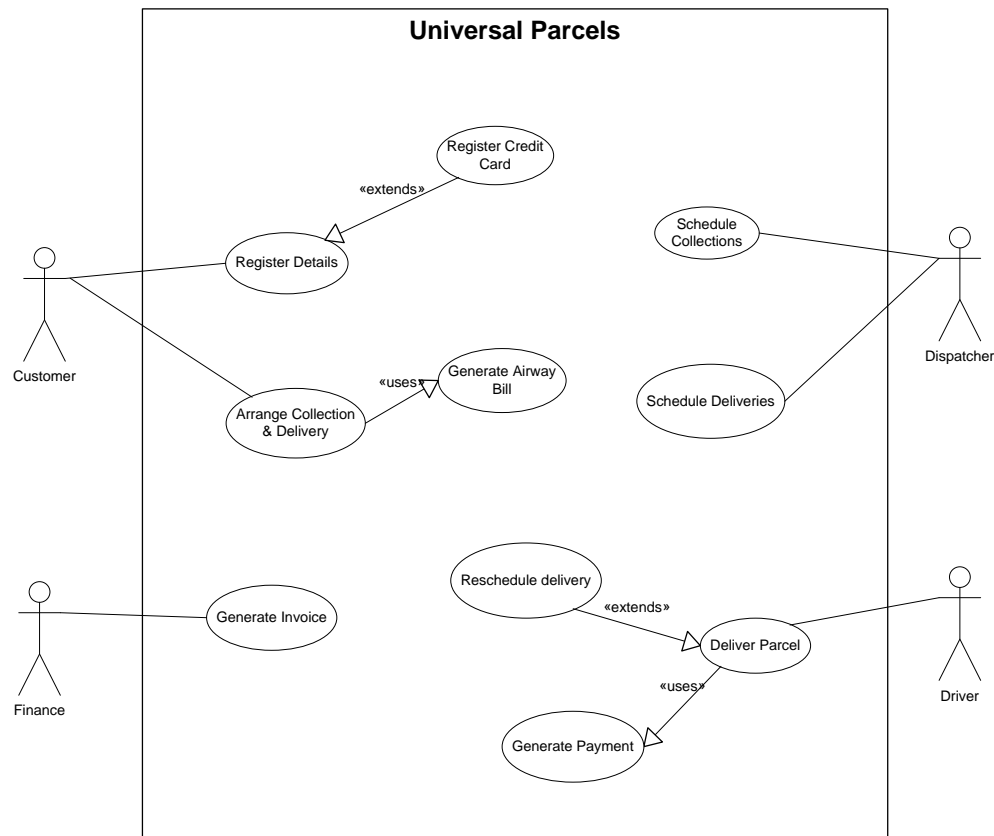 Universal Parcels
Register Credit
Card
«extends»
Schedule
Collections
Register Details
Customer
Dispatcher
Generate Airway
Bill
«uses»
Arrange Collection
& Delivery
Schedule Deliveries
Reschedule delivery
«extends»
Generate Invoice
Deliver Parcel
«uses»
Finance
Driver
Generate Payment